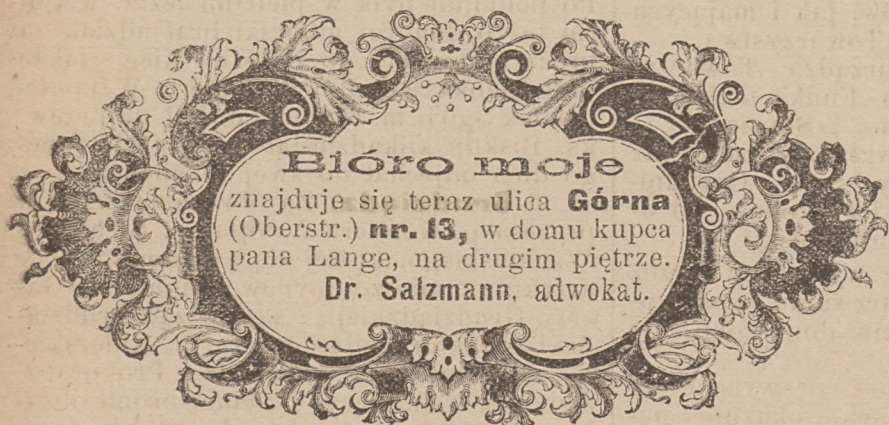 Bióro moje
znajduje się teraz ulica Górna
(Oberstr.) nr. 13, w domu kupca
pana Lange, na drugim piętrze.
Dr. Salzmann, adwokat.